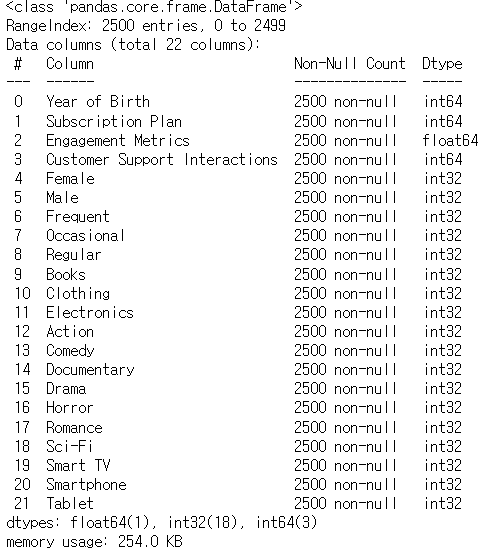 <class 'pandas.core.frame.DataFrame'>
RangeIndex: 2500 entries, 0 to 2499
Data columns (total 22 columns):
 #   Column                        Non-Null Count  Dtype
---  ------                        --------------  -----
 0   Year of Birth                 2500 non-null   int64
 1   Subscription Plan             2500 non-null   int64
 2   Engagement Metrics            2500 non-null   float64
 3   Customer Support Interactions 2500 non-null   int64
 4   Female                        2500 non-null   int32
 5   Male                          2500 non-null   int32
 6   Frequent                      2500 non-null   int32
 7   Occasional                    2500 non-null   int32
 8   Regular                       2500 non-null   int32
 9   Books                         2500 non-null   int32
 10  Clothing                      2500 non-null   int32
 11  Electronics                   2500 non-null   int32
 12  Action                        2500 non-null   int32
 13  Comedy                        2500 non-null   int32
 14  Documentary                   2500 non-null   int32
 15  Drama                         2500 non-null   int32
 16  Horror                        2500 non-null   int32
 17  Romance                       2500 non-null   int32
 18  Sci-Fi                        2500 non-null   int32
 19  Smart TV                      2500 non-null   int32
 20  Smartphone                    2500 non-null   int32
 21  Tablet                        2500 non-null   int32
dtypes: float64(1), int32(18), int64(3)
memory usage: 254.0 KB